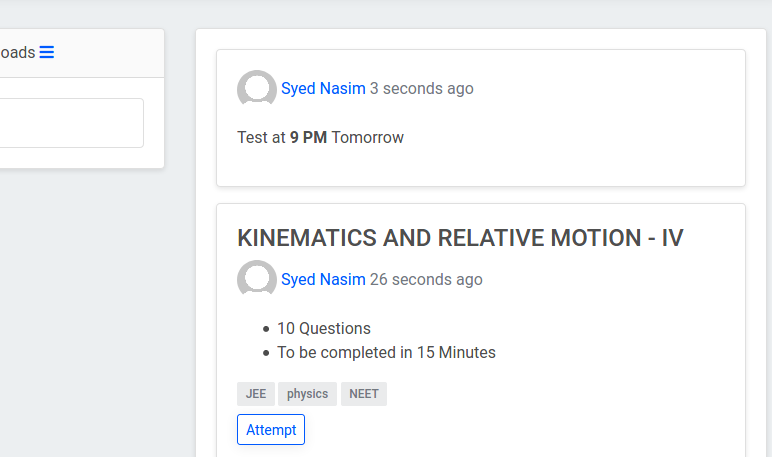 oads
Syed Nasim 3 seconds ago
Test at 9 PM Tomorrow
KINEMATICS AND RELATIVE MOTION - IV
Syed Nasim 26 seconds ago
10 Questions
To be completed in 15 Minutes
JEE physics NEET
Attempt